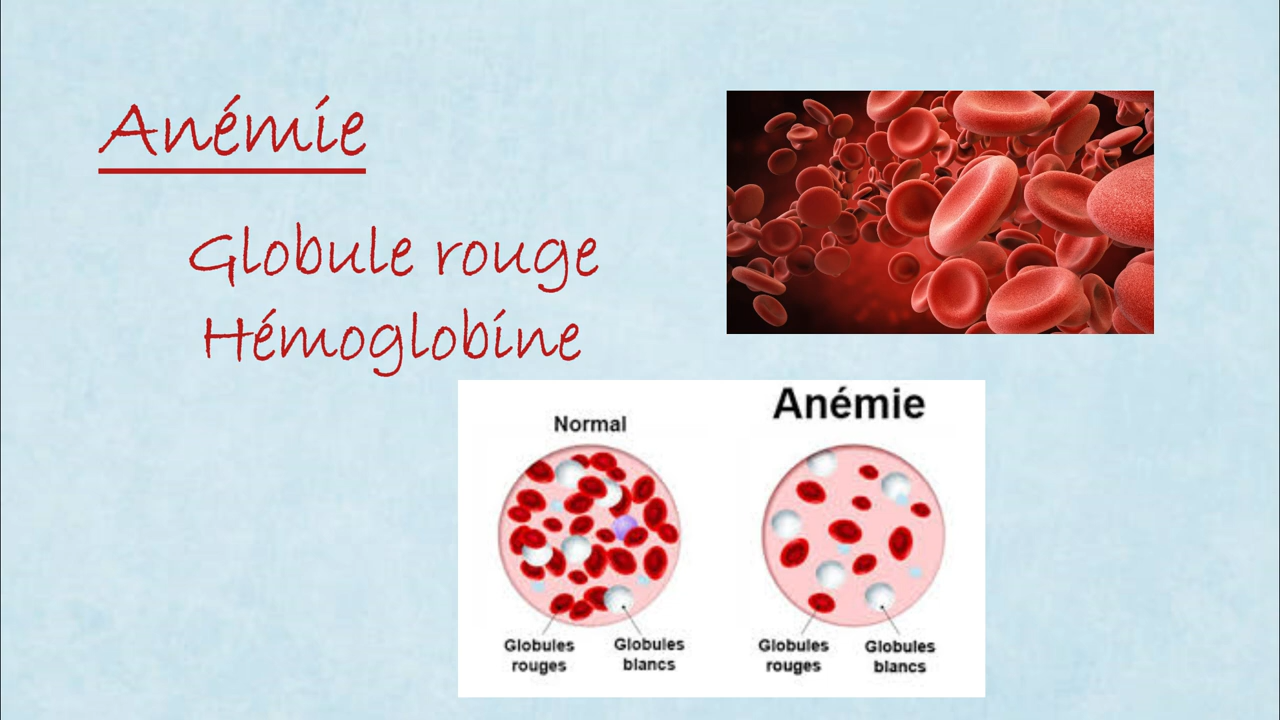 Anémie
Globule rouge
Hémoglobine
Normal
Anémie
Globules
rouges
Globules
blancs
Globules
rouges
Globules
blancs